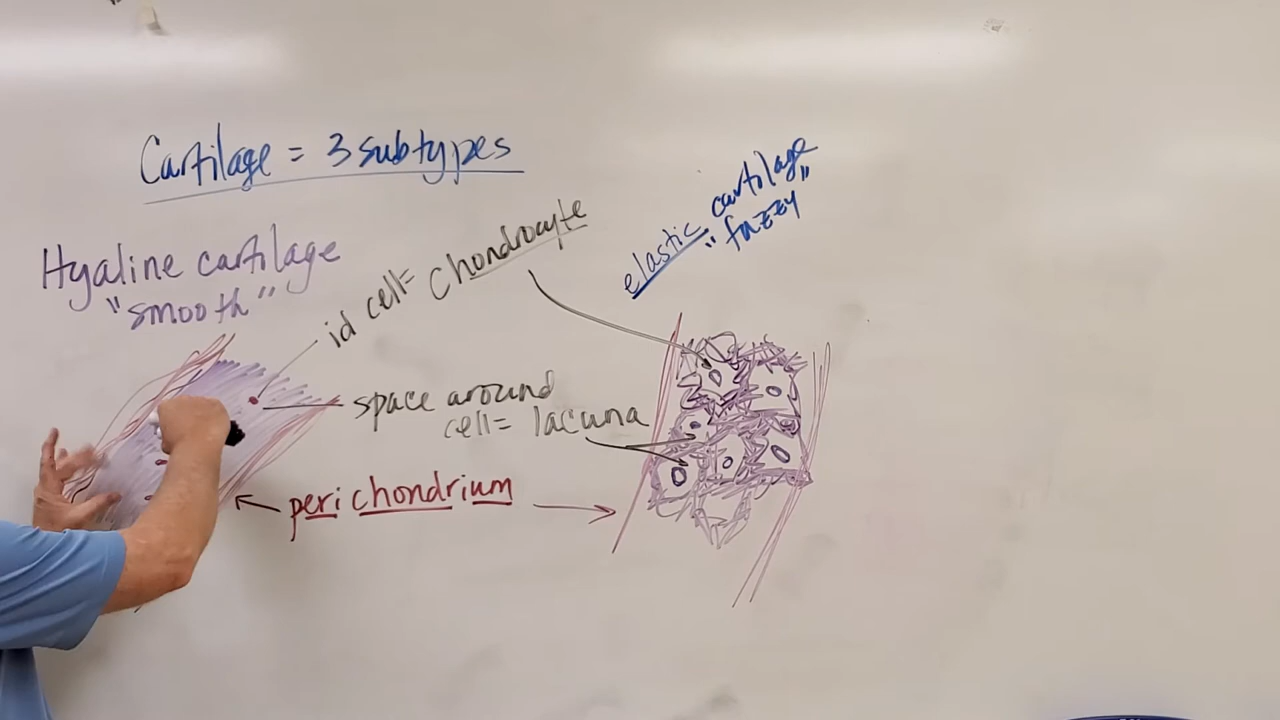 Cartilage = 3 subtypes
Hyaline cartilage
"smooth"
id cell= chondrocyte
space around
cell= lacuna
perichondrium
elastic cartilage
"fuzzy"